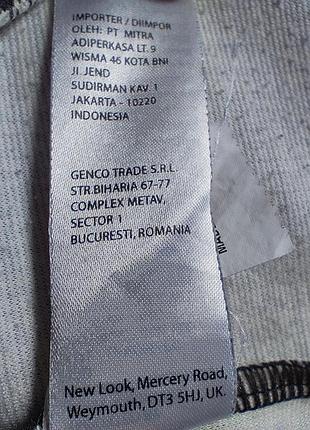 IMPORTER / DIIMPOR
OLEH: PT MITRA
ADIPERKASA LT. 9
WISMA 46 KOTA BNI
JI. JEND
SUDIRMAN KAV. 1
JAKARTA - 10220
INDONESIA
GENCO TRADE S.R.L.
STR.BIHARIA 67-77
COMPLEX METAV,
SECTOR 1
BUCURESTI, ROMANIA
New Look, Mercery Road,
Weymouth, DT3 5HJ, UK.